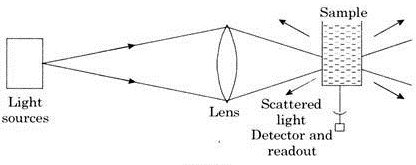 Sample
Light
sources
Lens
Scattered
light
Detector and
readout